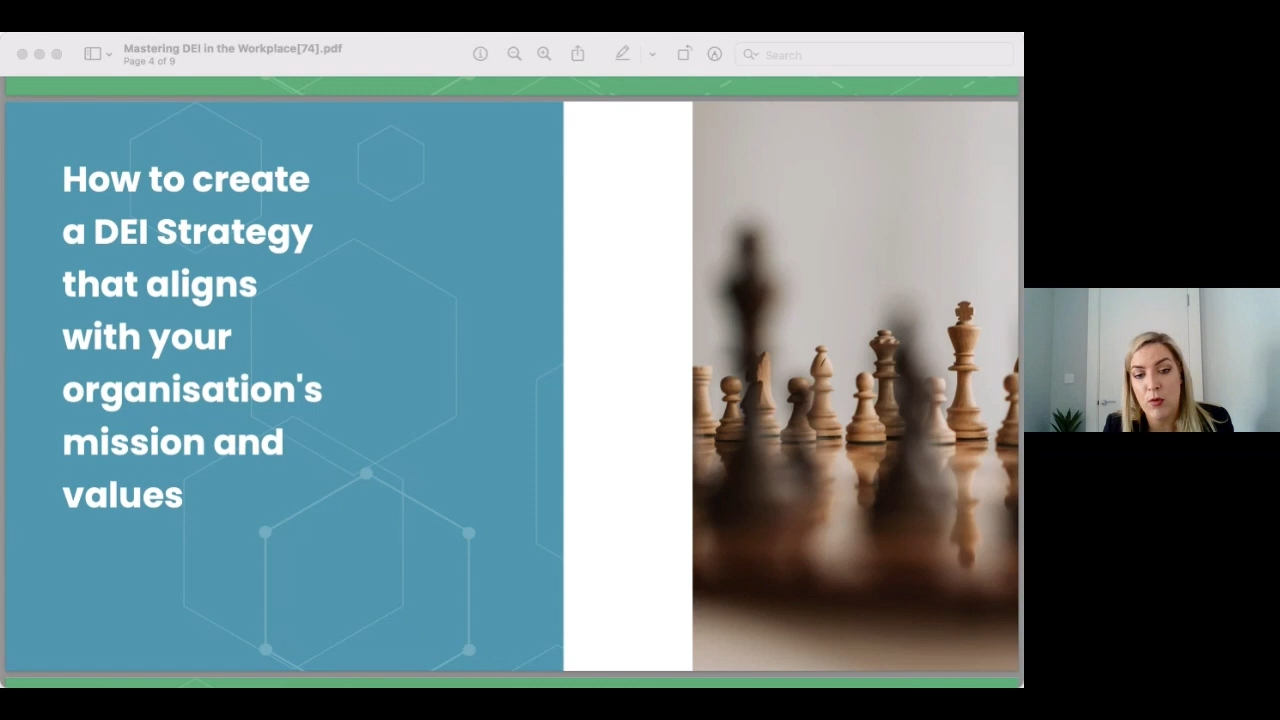 Mastering DEI in the Workplace[74].pdf
Page 4 of 9
Search
How to create
a DEI Strategy
that aligns
with your
organisation's
mission and
values